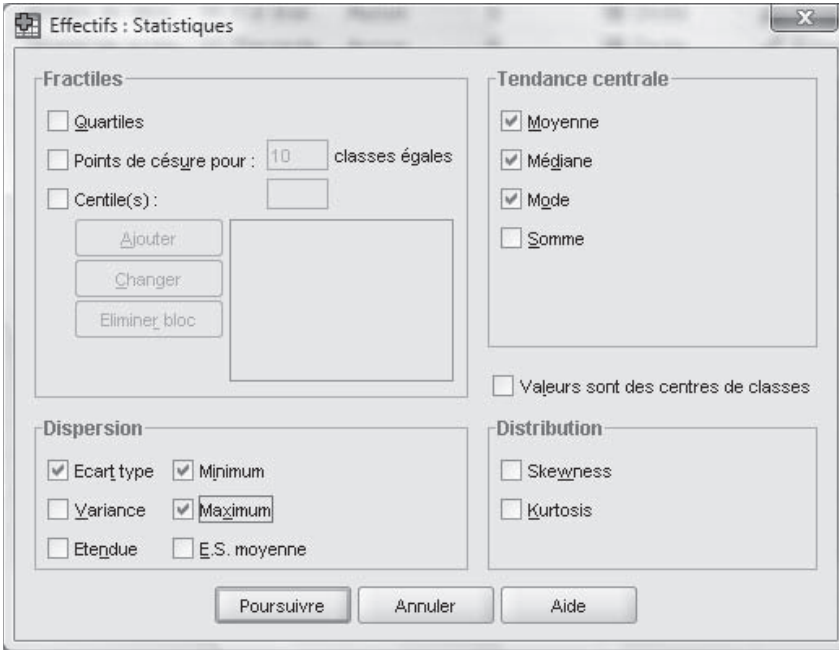 Effectifs : Statistiques
Fractiles
Quartiles
Points de césure pour : 10 classes égales
Centile(s) :
Ajouter
Changer
Eliminer bloc
Tendance centrale
Moyenne
Médiane
Mode
Somme
Valeurs sont des centres de classes
Dispersion
Ecart type
Minimum
Variance
Maximum
Etendue
E.S. moyenne
Distribution
Skewness
Kurtosis
Poursuivre
Annuler
Aide